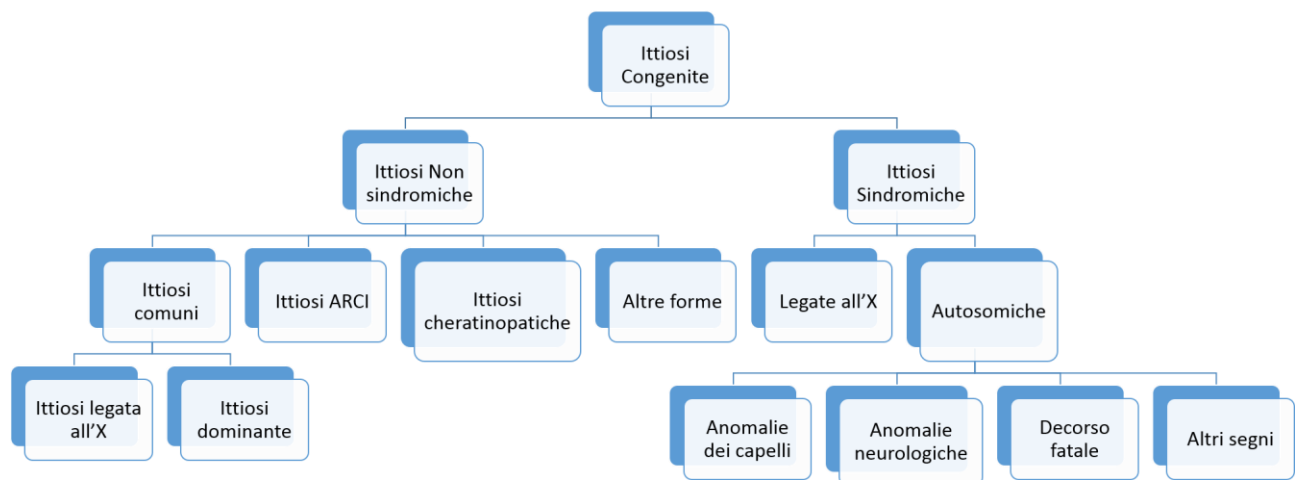 Ittiosi
Congenite
Ittiosi Non
sindromiche
Ittiosi
Sindromiche
Ittiosi
comuni
Ittiosi ARCI
Ittiosi
cheratinopatiche
Altre forme
Legate all’X
Autosomiche
Ittiosi legata
all’X
Ittiosi
dominante
Anomalie
dei capelli
Anomalie
neurologiche
Decorso
fatale
Altri segni